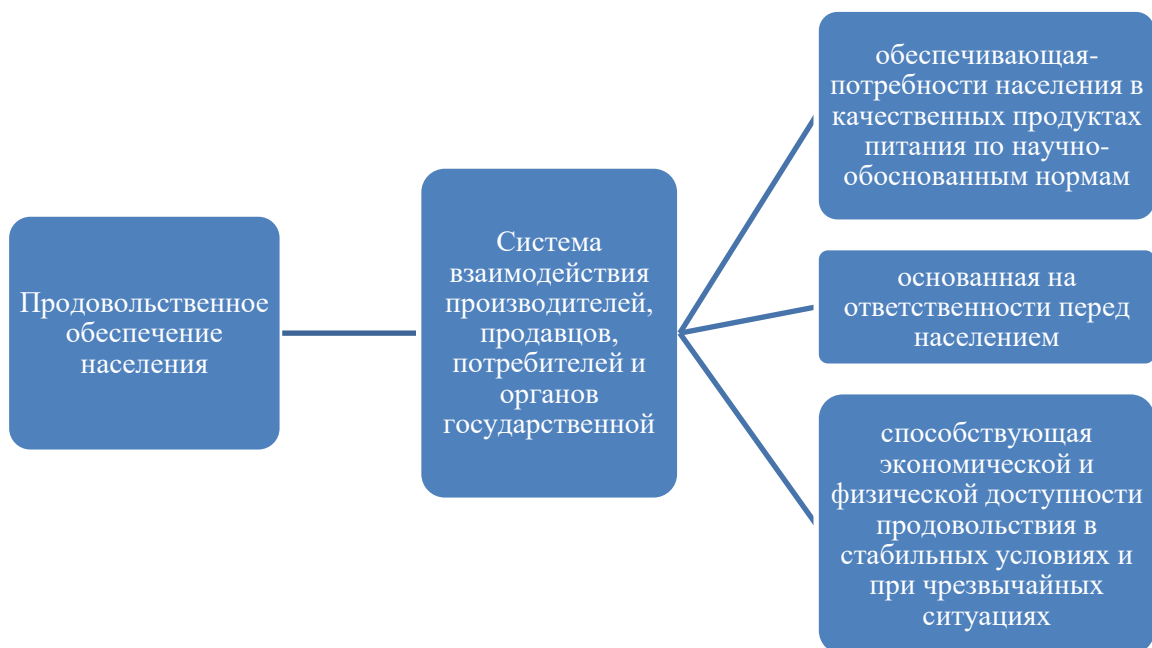 Продовольственное
обеспечение
населения
Система
взаимодействия
производителей,
продавцов,
потребителей и
органов
государственной
обеспечивающая-
потребности населения в
качественных продуктах
питания по научно-
обоснованным нормам
основанная на
ответственности перед
населением
способствующая
экономической и
физической доступности
продовольствия в
стабильных условиях и
при чрезвычайных
ситуациях